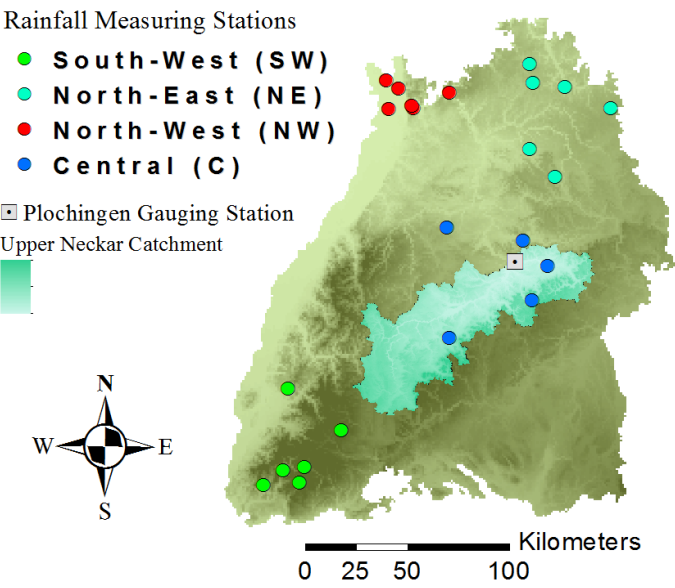 Rainfall Measuring Stations
South-West (SW)
North-East (NE)
North-West (NW)
Central (C)
Plochingen Gauging Station
Upper Neckar Catchment
N
W E
S
Kilometers
0 25 50 100